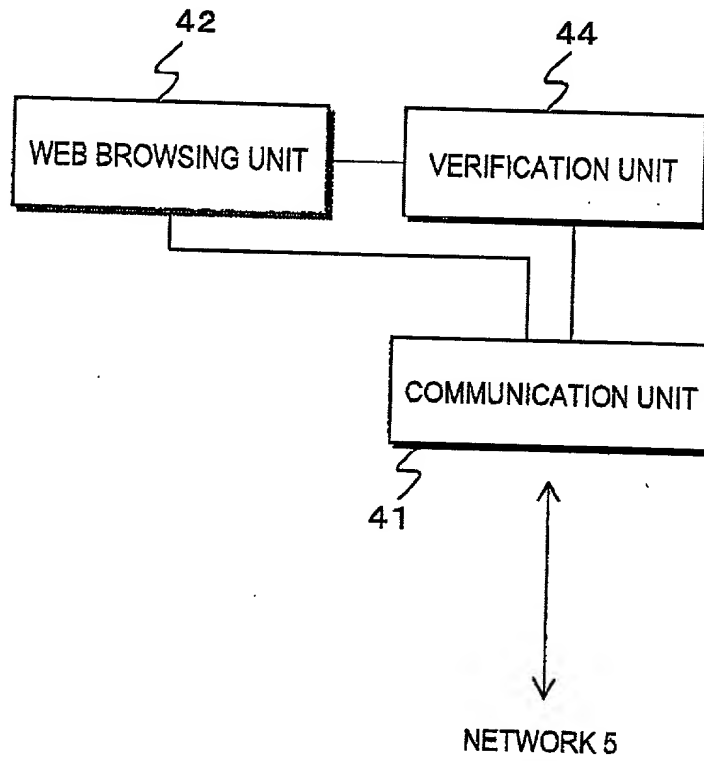 42
44
WEB BROWSING UNIT
VERIFICATION UNIT
COMMUNICATION UNIT
41
NETWORK 5